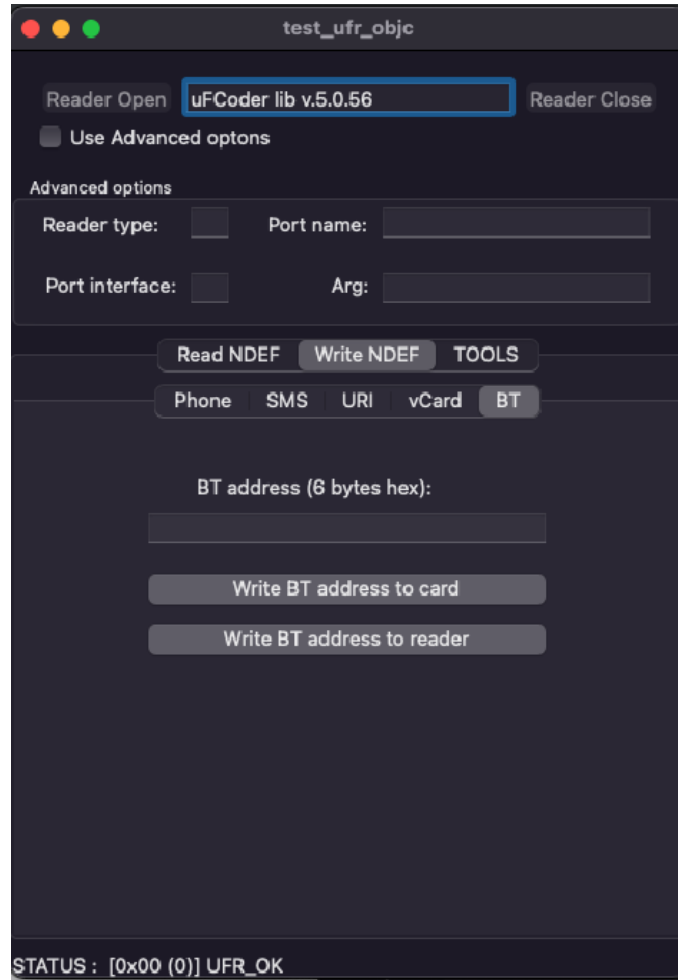 test_ufr_objc
Reader Open uFCoder lib v.5.0.56 Reader Close
Use Advanced optons
Advanced options
Reader type: Port name:
Port interface: Arg:
Read NDEF Write NDEF TOOLS
Phone SMS URI vCard BT
BT address (6 bytes hex):
Write BT address to card
Write BT address to reader
STATUS : [0x00 (0)] UFR_OK